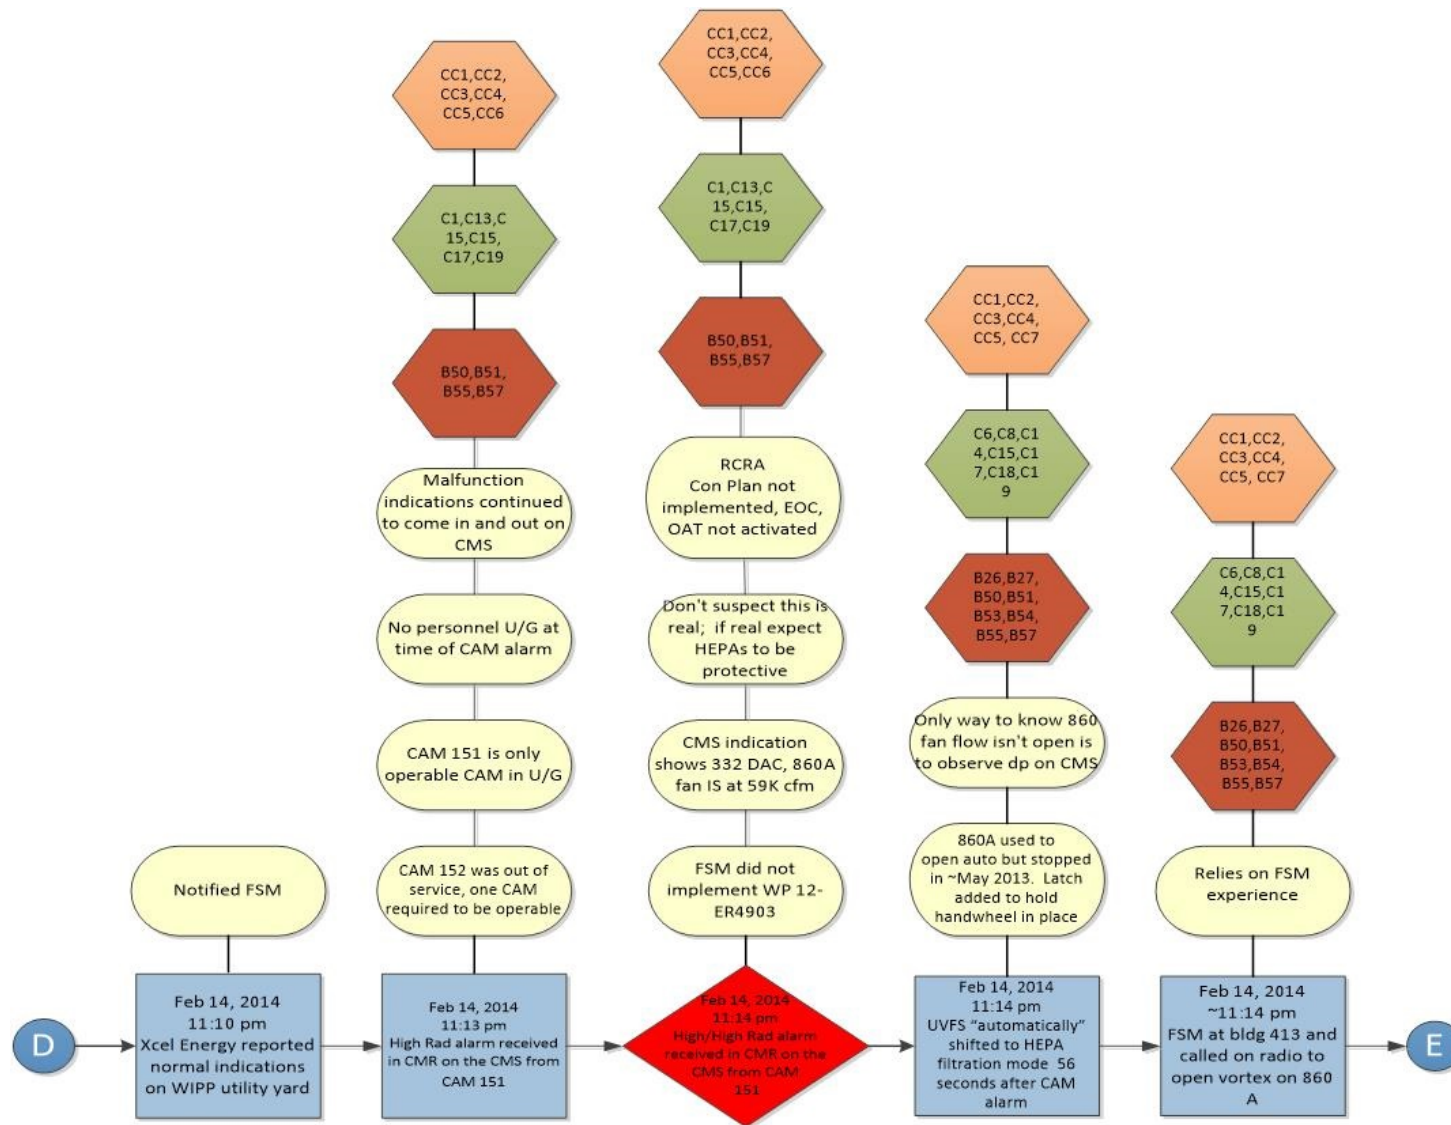 CC1,CC2,
CC3,CC4,
CC5,CC6
C1,C13,C
15,C15,
C17,C19
B50,B51,
B55,B57
Malfunction
indications continued
to come in and out on
CMS
No personnel U/G at
time of CAM alarm
CAM 151 is only
operable CAM in U/G
CAM 152 was out of
service, one CAM
required to be operable
CC1,CC2,
CC3,CC4,
CC5,CC6
C1,C13,C
15,C15,
C17,C19
B50,B51,
B55,B57
RCRA
Con Plan not
implemented, EOC,
OAT not activated
Don't suspect this is
real; if real expect
HEPAs to be
protective
CMS indication
shows 332 DAC, 860A
fan IS at 59K cfm
FSM did not
implement WP 12-
ER4903
CC1,CC2,
CC3,CC4,
CC5, CC7
C6,C8,C1
4,C15,C1
7,C18,C1
9
B26,B27,
B50,B51,
B53,B54,
B55,B57
Only way to know 860
fan flow isn't open is
to observe dp on CMS
860A used to
open auto but stopped
in ~May 2013. Latch
added to hold
handwheel in place
CC1,CC2,
CC3,CC4,
CC5, CC7
C6,C8,C1
4,C15,C1
7,C18,C1
9
B26,B27,
B50,B51,
B53,B54,
B55,B57
Relies on FSM
experience
Notified FSM
D
Feb 14, 2014
11:10 pm
Xcel Energy reported
normal indications
on WIPP utility yard
Feb 14, 2014
11:13 pm
High Rad alarm received
in CMR on the CMS from
CAM 151
Feb 14, 2014
11:14 pm
High/High Rad alarm
received in CMR on the
CMS from CAM
151
Feb 14, 2014
11:14 pm
UVFS “automatically”
shifted to HEPA
filtration mode 56
seconds after CAM
alarm
Feb 14, 2014
~11:14 pm
FSM at bldg 413 and
called on radio to
open vortex on 860
A
E